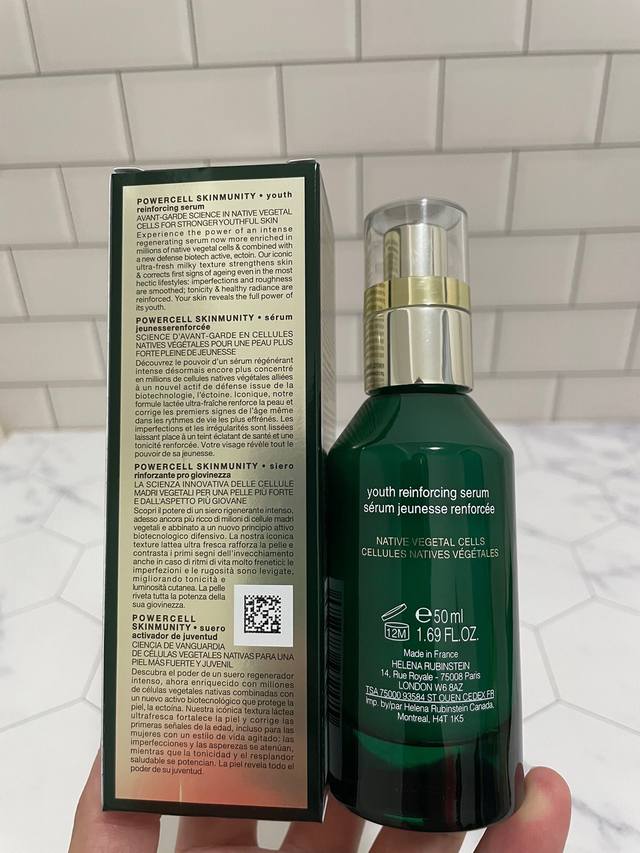 POWERCELL SKINMUNITY • youth
reinforcing serum
AVANT-GARDE SCIENCE IN NATIVE VEGETAL
CELLS FOR STRONGER YOUTHFUL SKIN
Experience the power of an intense
regenerating serum now more enriched in
millions of native vegetal cells & combined with
a new defense biotech active, ectoin. Our iconic
ultra-fresh milky texture strengthens skin
& corrects first signs of ageing even in the most
hectic lifestyles: imperfections and roughness
are smoothed; tonicity & healthy radiance are
reinforced. Your skin reveals the full power of
its youth.
POWERCELL SKINMUNITY • sérum
jeunesserenforcée
SCIENCE D'AVANT-GARDE EN CELLULES
NATIVES VÉGÉTALES POUR UNE PEAU PLUS
FORTE PLEINE DE JEUNESSE
Découvrez le pouvoir d'un sérum régénérant
intense désormais encore plus concentré
en millions de cellules natives végétales alliées
à un nouvel actif de défense issue de la
biotechnologie, l'éctoine. Iconique, notre
formule lactée ultra-fraîche renforce la peau et
corrige les premiers signes de l'âge même
dans les rythmes de vie les plus effrénés. Les
imperfections et les irrégularités sont lissées
laissant place à un teint éclatant de santé et une
tonicité renforcée. Votre visage révèle tout le
pouvoir de sa jeunesse.
POWERCELL SKINMUNITY • siero
rinforzante pro giovinezza
LA SCIENZA INNOVATIVA DELLE CELLULE
MADRI VEGETALI PER UNA PELLE PIÙ FORTE
E DALL'ASPETTO PIÙ GIOVANE
Scopri il potere di un siero rigenerante intenso,
adesso ancora più ricco di milioni di cellule madri
vegetali e abbinato a un nuovo principio attivo
biotecnologico difensivo. La nostra iconica
texture lattea ultra fresca rafforza la pelle e
contrasta i primi segni dell'invecchiamento
anche in caso di ritmi di vita molto frenetici: le
imperfezioni e le rugosità sono levigate,
migliorando tonicità e
luminosità cutanea. La pelle
riveta tutta la potenza della
sua giovinezza.
POWERCELL
SKINMUNITY • suero
activador de juventud
CIENCIA DE VANGUARDIA
DE CÉLULAS VEGETALES NATIVAS PARA UNA
PIEL MÁS FUERTE Y JUVENIL
Descubra el poder de un suero regenerador
intenso, ahora enriquecido con millones
de células vegetales nativas combinadas con
un nuevo activo biotecnológico que protege la
piel, la ectoína. Nuestra icónica textura láctea
ultrafresca fortalece la piel y corrige las
primeras señales de la edad, incluso para las
mujeres con un estilo de vida agitado: las
imperfecciones y las asperezas se atenúan,
mientras que la tonicidad y el resplandor
saludable se potencian. La piel revela todo el
poder de su juventud.
youth reinforcing serum
sérum jeunesse renforcée
NATIVE VEGETAL CELLS
CELLULES NATIVES VÉGÉTALES
12M
℮ 50 ml
1.69 FL.OZ.
Made in France
HELENA RUBINSTEIN
14, Rue Royale - 75008 Paris
LONDON W6 8AZ
TSA 75000 93584 ST OUEN CEDEX FR
Imp. by/par Helena Rubinstein Canada,
Montreal, H4T 1K5